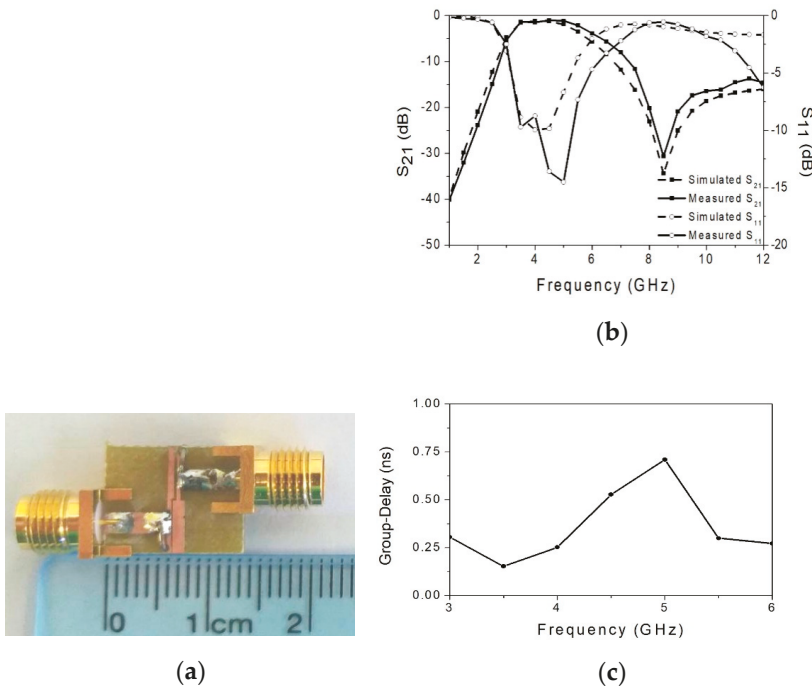 0
-10
-20
-30
-40
-50
S21 (dB)
0
-5
-10
-15
-20
S11 (dB)
Simulated S21
Measured S21
Simulated S11
Measured S11
2 4 6 8 10 12
Frequency (GHz)
(b)
0 1 cm 2
(a)
1.00
0.75
0.50
0.25
0.00
Group-Delay (ns)
3 4 5 6
Frequency (GHz)
(c)